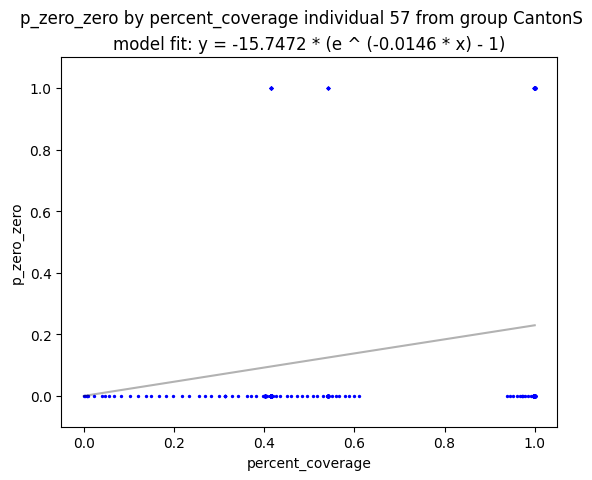 p_zero_zero by percent_coverage individual 57 from group CantonS
model fit: y = -15.7472 * (e ^ (-0.0146 * x) - 1)
1.0
0.8
0.6
0.4
0.2
0.0
p_zero_zero
0.0 0.2 0.4 0.6 0.8 1.0
percent_coverage